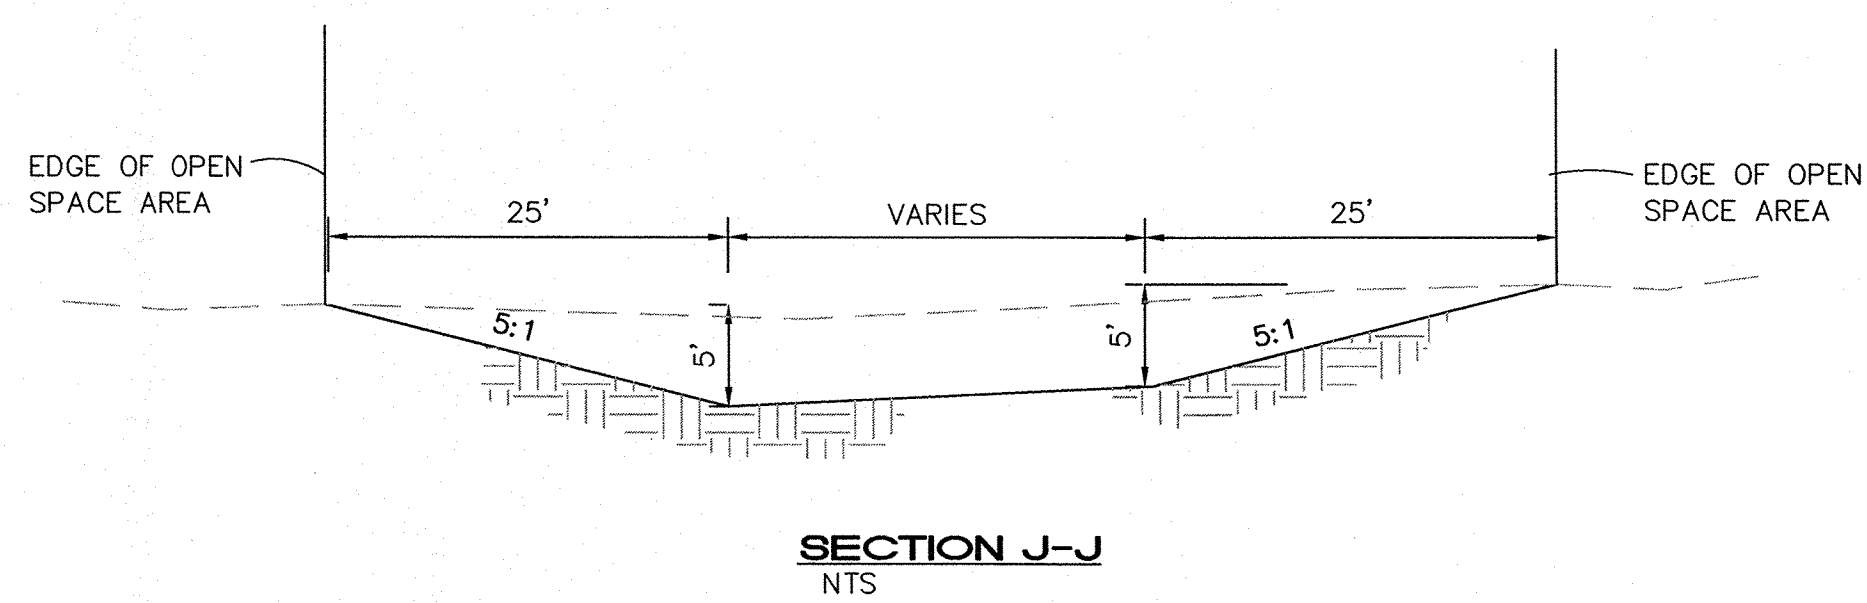 EDGE OF OPEN
SPACE AREA
25'
VARIES
25'
EDGE OF OPEN
SPACE AREA
5:1
5'
5'
5:1
SECTION J-J
NTS